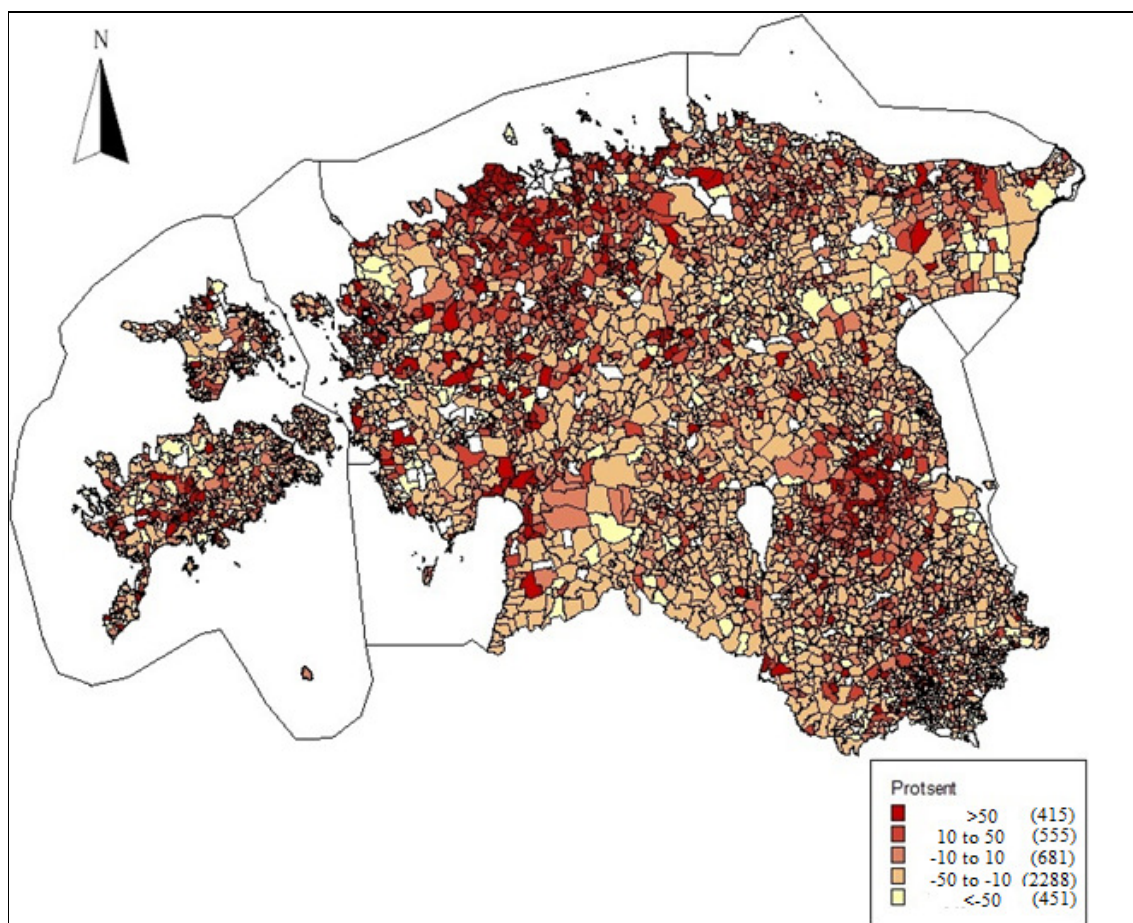 N
Protsent
>50 (415)
10 to 50 (555)
-10 to 10 (681)
-50 to -10 (2288)
<-50 (451)